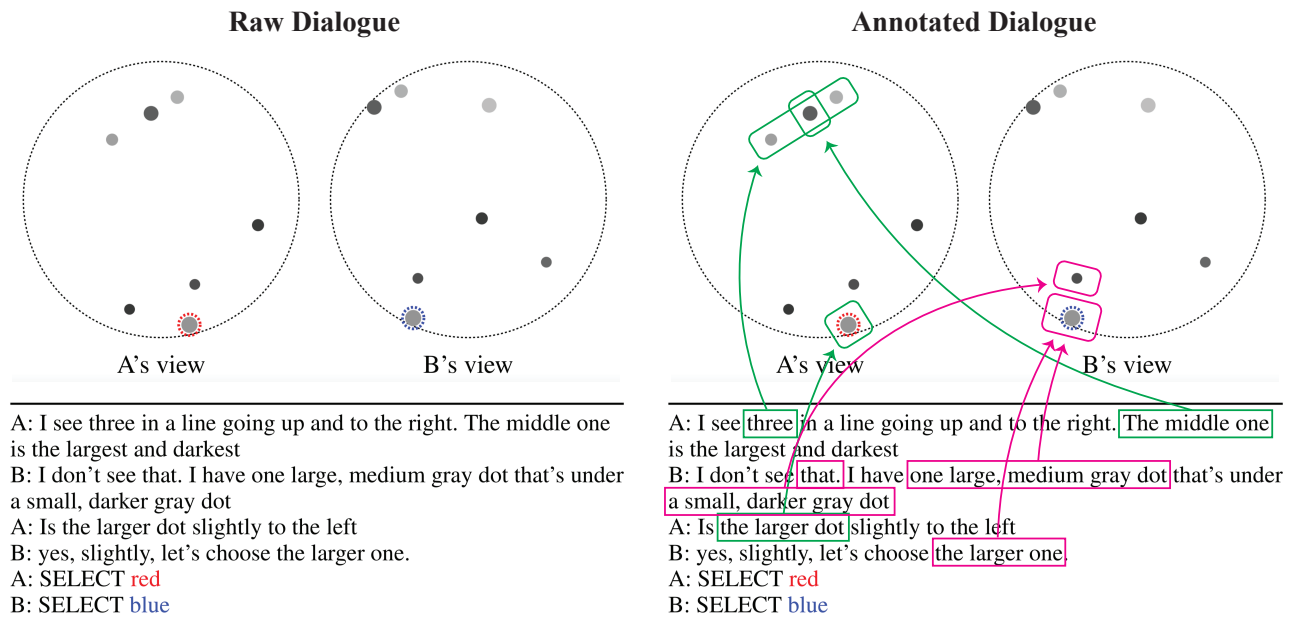 Raw Dialogue
A's view
B's view
A: I see three in a line going up and to the right. The middle one
is the largest and darkest
B: I don't see that. I have one large, medium gray dot that's under
a small, darker gray dot
A: Is the larger dot slightly to the left
B: yes, slightly, let's choose the larger one.
A: SELECT red
B: SELECT blue
Annotated Dialogue
A's view
B's view
A: I see three in a line going up and to the right. The middle one
is the largest and darkest
B: I don't see that. I have one large, medium gray dot that's under
a small, darker gray dot
A: Is the larger dot slightly to the left
B: yes, slightly, let's choose the larger one.
A: SELECT red
B: SELECT blue